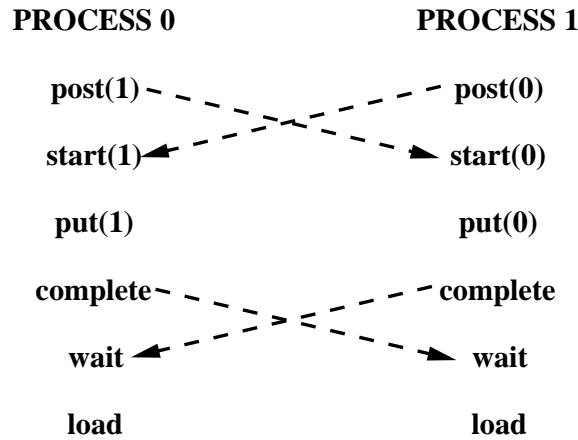 PROCESS 0 PROCESS 1
post(1) post(0)
start(1) start(0)
put(1) put(0)
complete complete
wait wait
load load